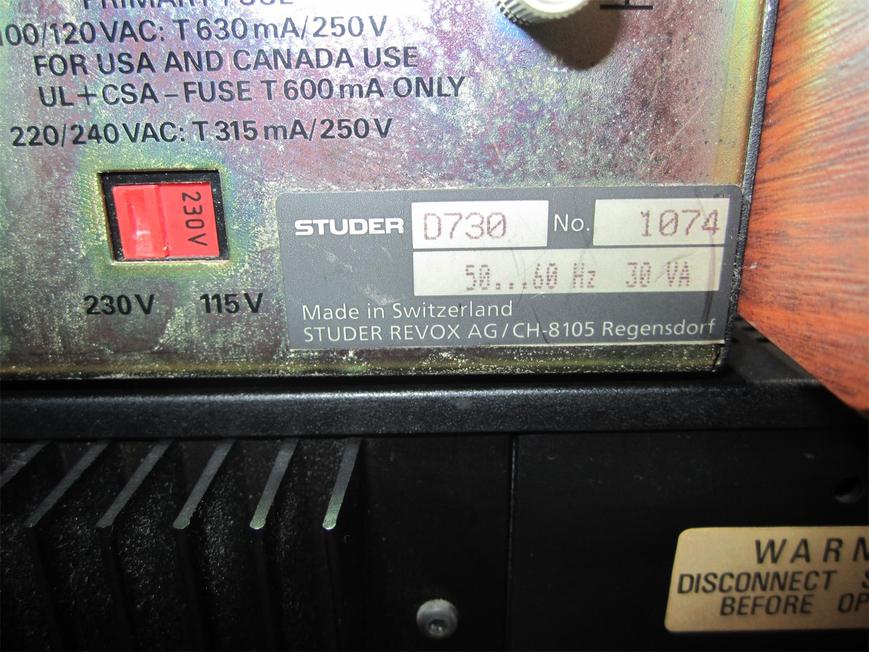 100/120 VAC: T 630 mA/250 V
FOR USA AND CANADA USE
UL+CSA-FUSE T 600 mA ONLY
220/240 VAC: T 315 mA/250 V
230V
230 V 115 V
STUDER D730 No. 1074
50...60 Hz 30 VA
Made in Switzerland
STUDER REVOX AG/CH-8105 Regensdorf
DISCONNECT
BEFORE